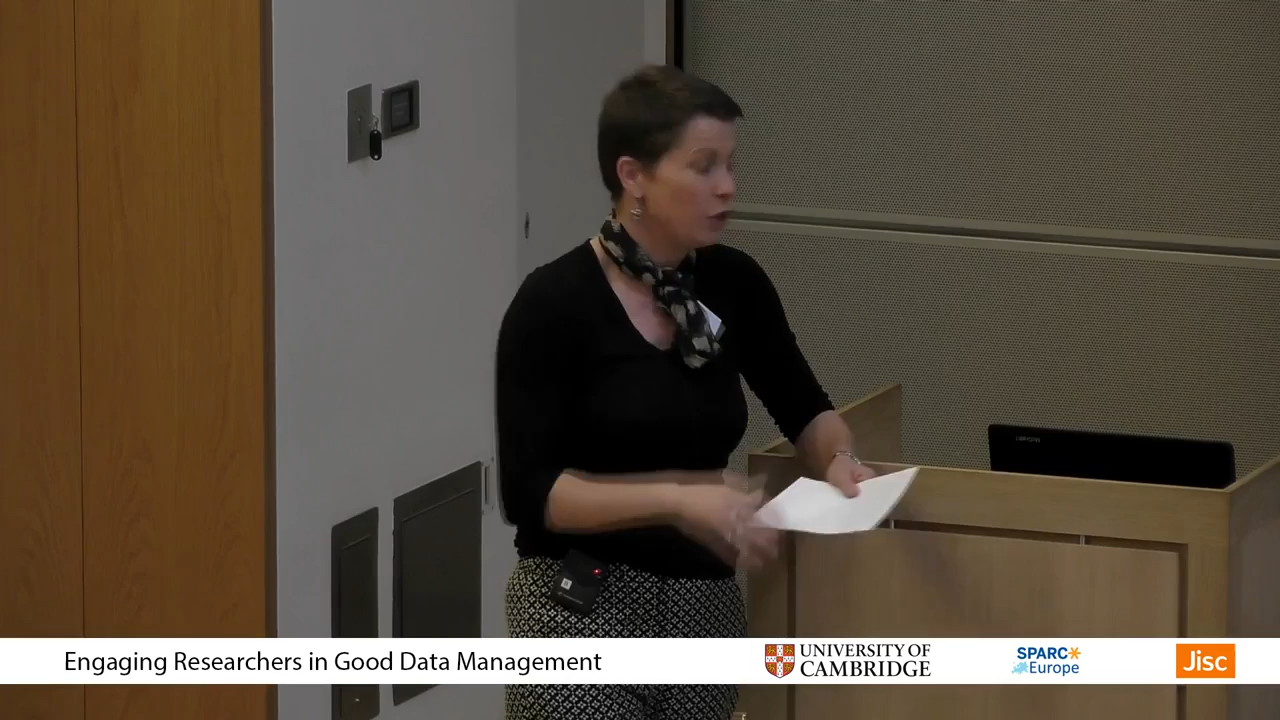 Engaging Researchers in Good Data Management
UNIVERSITY OF
CAMBRIDGE
SPARC*
Europe
Jisc